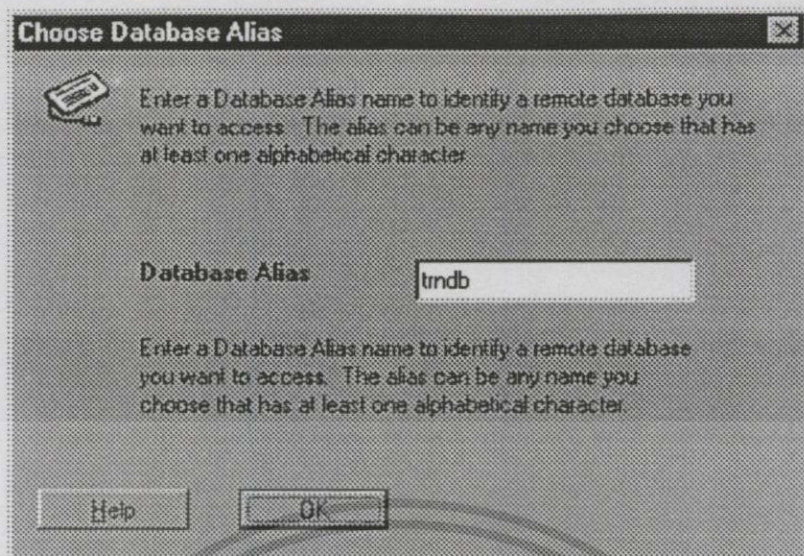 Choose Database Alias
Enter a Database Alias name to identify a remote database you
want to access. The alias can be any name you choose that has
at least one alphabetical character.
Database Alias
trndb
Enter a Database Alias name to identify a remote database
you want to access. The alias can be any name you
choose that has at least one alphabetical character.
Help
OK